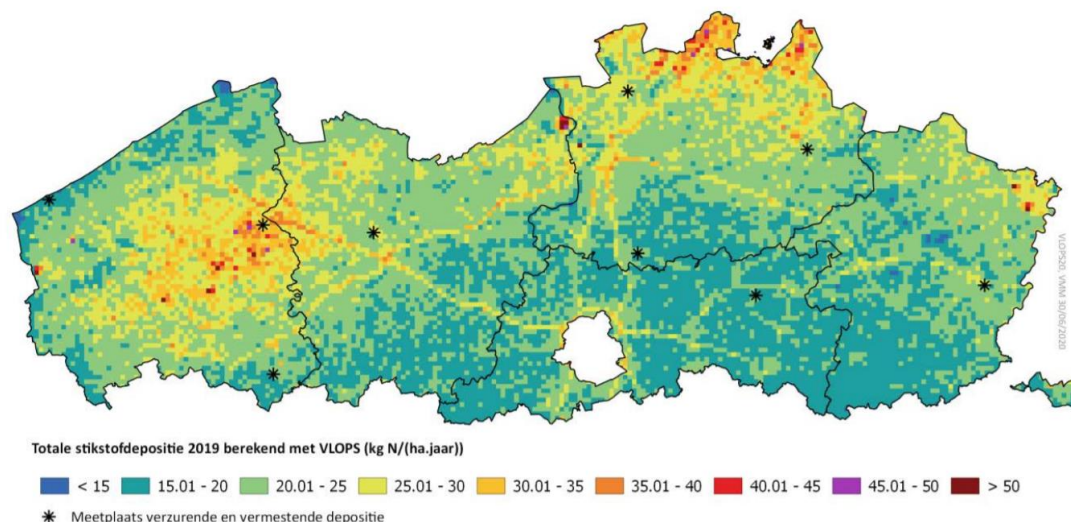 VLOPS20, VMM 30/06/2020
Totale stikstofdepositie 2019 berekend met VLOPS (kg N/(ha.jaar))
< 15 15.01 - 20 20.01 - 25 25.01 - 30 30.01 - 35 35.01 - 40 40.01 - 45 45.01 - 50 > 50
Meetplaats verzurende en vermestende depositie